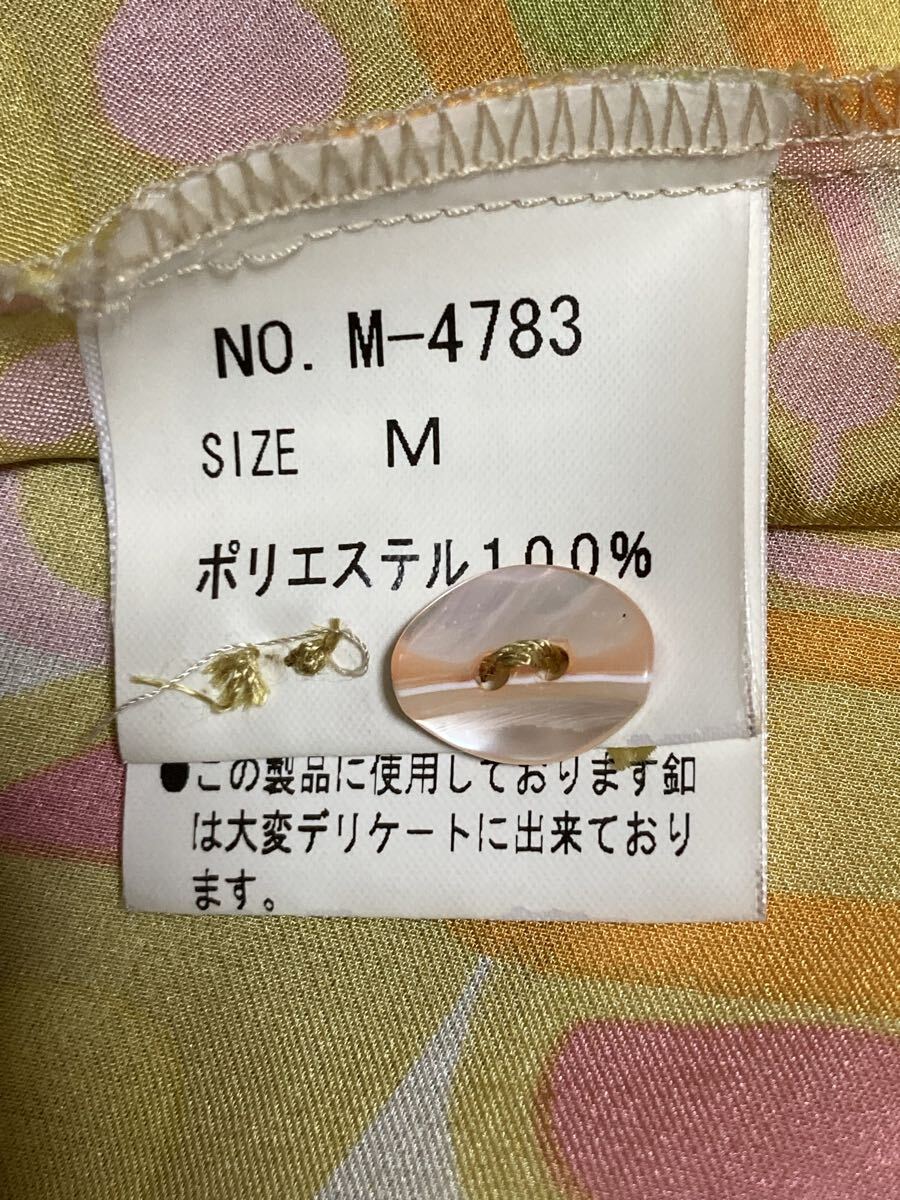 NO. M-4783
SIZE M
ポリエステル100%
●この製品に使用しております釦
は大変デリケートに出来ており
ます。